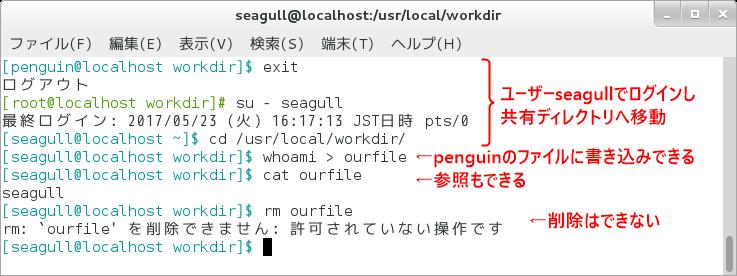 seagull@localhost:/usr/local/workdir
ファイル(F) 編集(E) 表示(V) 検索(S) 端末(T) ヘルプ(H)
[penguin@localhost workdir]$ exit
ログアウト
[root@localhost]# su - seagull
最終ログイン: 2017/05/23 (火) 16:17:13 JST日時 pts/0
[seagull@localhost ~]$ cd /usr/local/workdir/
ユーザーseagullでログインし
共有ディレクトリへ移動
[seagull@localhost workdir]$ whoami > ourfile ←penguinのファイルに書き込みできる
[seagull@localhost workdir]$ cat ourfile ←参照もできる
seagull
[seagull@localhost workdir]$ rm ourfile
rm: `ourfile' を削除できません: 許可されていない操作です ←削除はできない
[seagull@localhost workdir]$